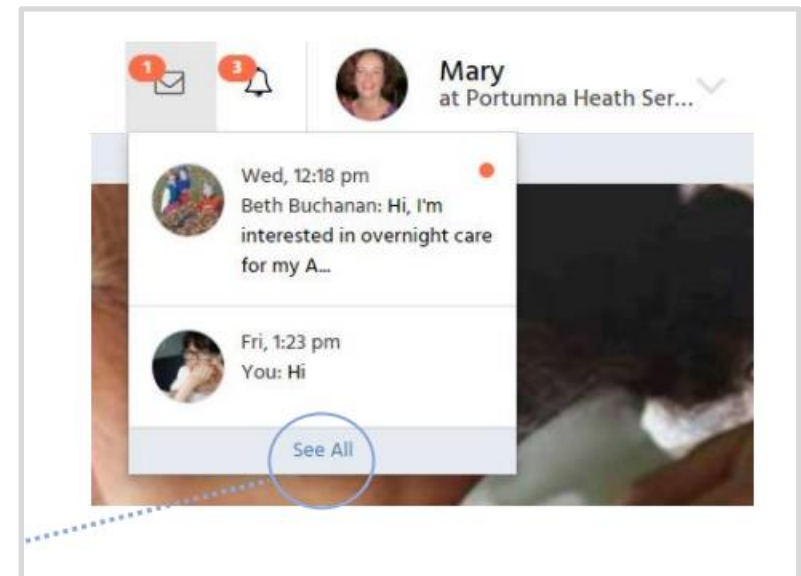 1
3
Mary
at Portumna Heath Ser...
Wed, 12:18 pm
Beth Buchanan: Hi, I'm
interested in overnight care
for my A...
Fri, 1:23 pm
You: Hi
See All